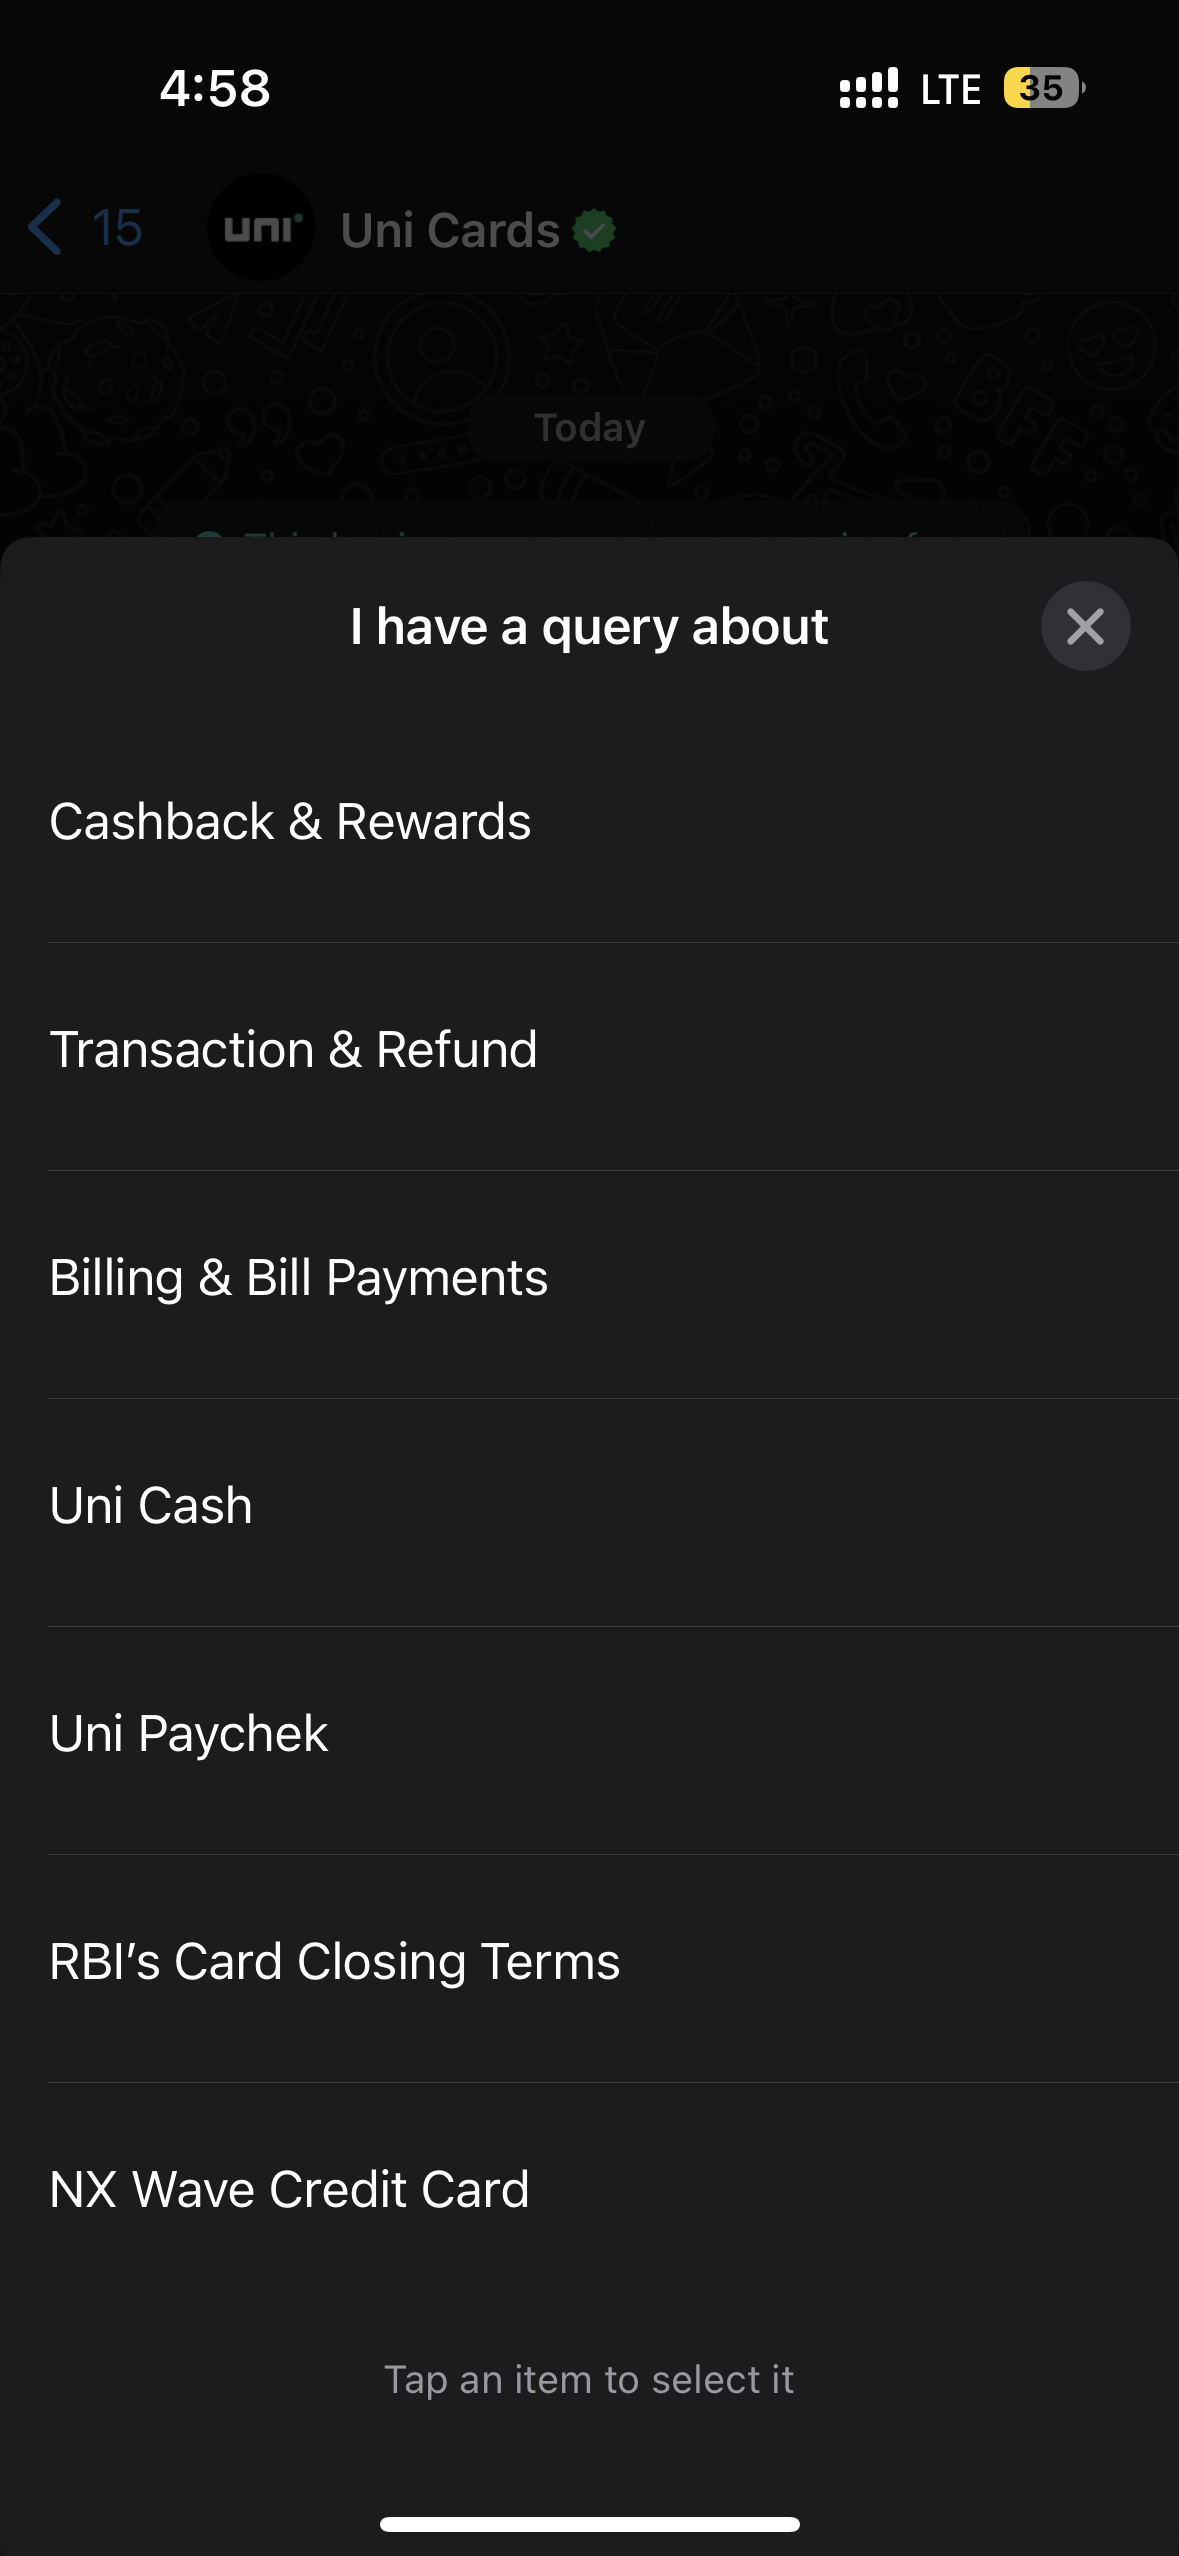 4:58
LTE 35
15
uni
Uni Cards
Today
I have a query about
Cashback & Rewards
Transaction & Refund
Billing & Bill Payments
Uni Cash
Uni Paychek
RBI’s Card Closing Terms
NX Wave Credit Card
Tap an item to select it